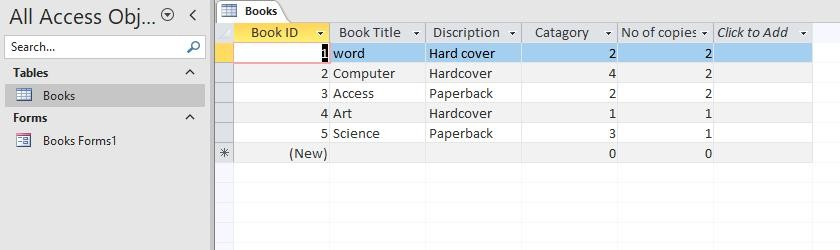 All Access Obj...
Search...
Tables
Books
Forms
Books Forms1
Books
Book ID Book Title Discription Catagory No of copies Click to Add
1 word Hard cover 2 2
2 Computer Hardcover 4 2
3 Access Paperback 2 2
4 Art Hardcover 1 1
5 Science Paperback 3 1
(New) 0 0